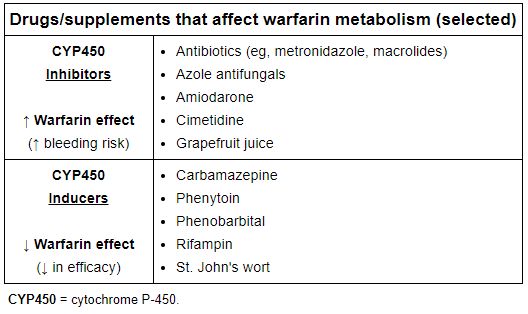 Drugs/supplements that affect warfarin metabolism (selected)
CYP450
Inhibitors
↑ Warfarin effect
(↑ bleeding risk)
• Antibiotics (eg, metronidazole, macrolides)
• Azole antifungals
• Amiodarone
• Cimetidine
• Grapefruit juice
CYP450
Inducers
↓ Warfarin effect
(↓ in efficacy)
• Carbamazepine
• Phenytoin
• Phenobarbital
• Rifampin
• St. John's wort
CYP450 = cytochrome P-450.